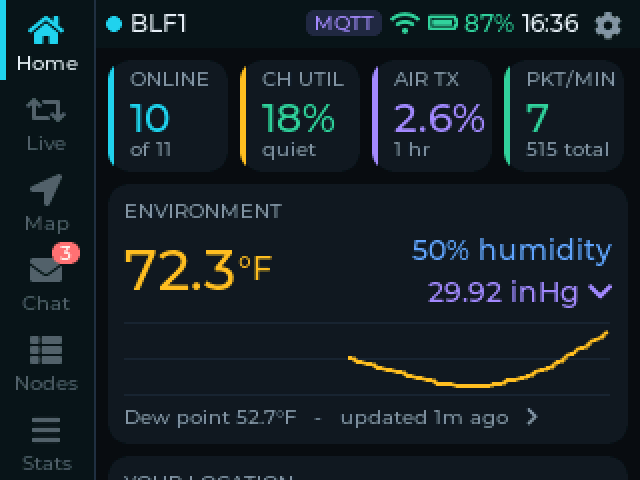 BLF1 MQTT 87% 16:36
Home
Live
Map
3
Chat
Nodes
Stats
ONLINE
10
of 11
CH UTIL
18%
quiet
AIR TX
2.6%
1 hr
PKT/MIN
7
515 total
ENVIRONMENT
72.3°F
50% humidity
29.92 inHg
Dew point 52.7°F - updated 1m ago
YOUR LOCATION